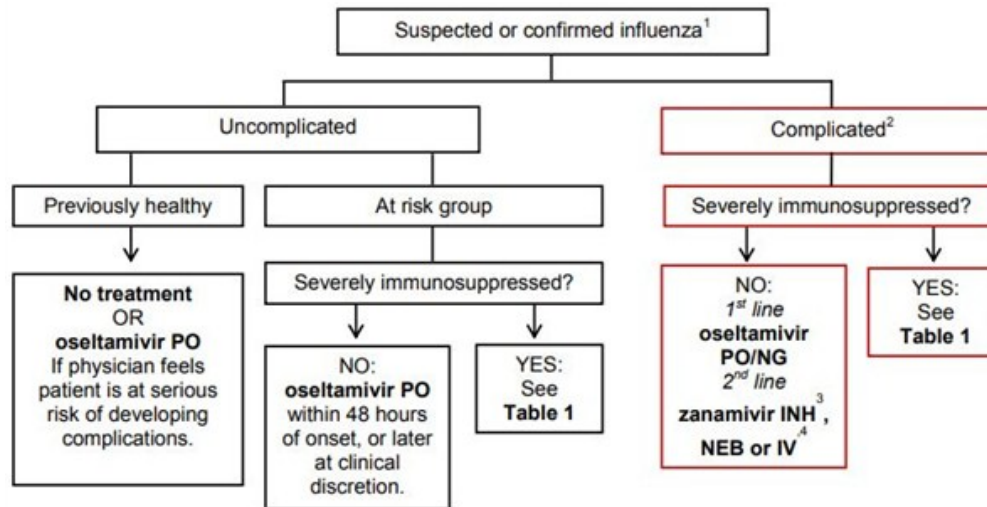 Suspected or confirmed influenza¹
Uncomplicated
Complicated²
Previously healthy
At risk group
Severely immunosuppressed?
No treatment
OR
oseltamivir PO
If physician feels
patient is at serious
risk of developing
complications.
Severely immunosuppressed?
NO:
oseltamivir PO
within 48 hours
of onset, or later
at clinical
discretion.
YES:
See
Table 1
NO:
1st line
oseltamivir
PO/NG
2nd line
zanamivir INH³,
NEB or IV⁴
YES:
See
Table 1